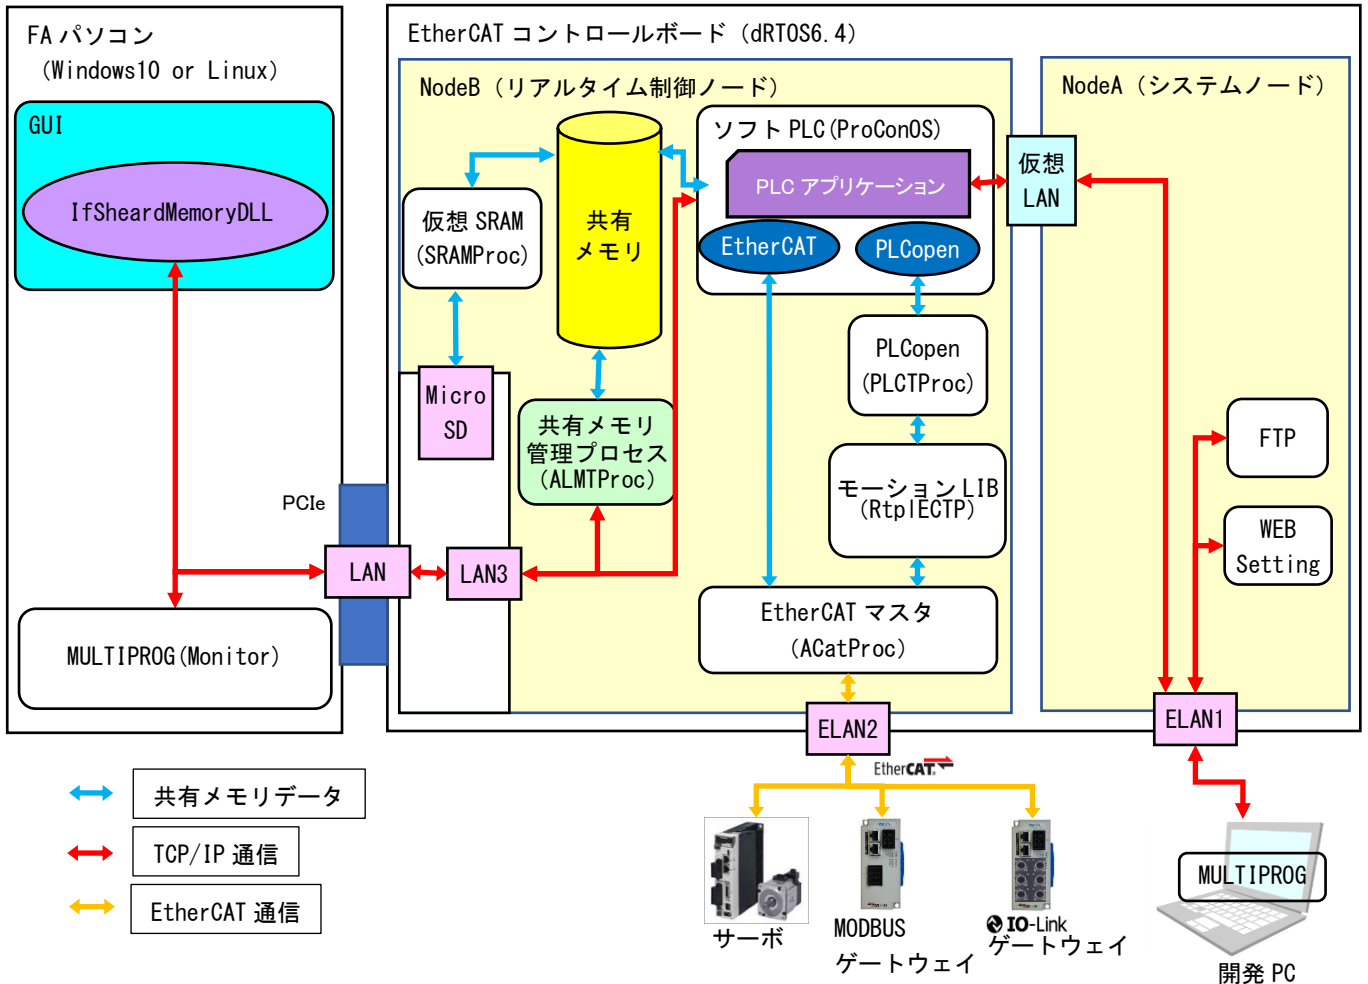 FA パソコン
（Windows10 or Linux）
GUI
IfSheardMemoryDLL
MULTIPROG(Monitor)
PCIe
LAN
EtherCAT コントロールボード（dRTOS6.4）
NodeB（リアルタイム制御ノード）
仮想 SRAM
(SRAMProc)
共有
メモリ
Micro
SD
共有メモリ
管理プロセス
(ALMTProc)
LAN3
ソフト PLC(ProConOS)
PLC アプリケーション
EtherCAT
PLCopen
PLCopen
(PLCTProc)
モーション LIB
(RtplECTP)
EtherCAT マスタ
(ACatProc)
ELAN2
仮想
LAN
NodeA（システムノード）
FTP
WEB
Setting
ELAN1
共有メモリデータ
TCP/IP 通信
EtherCAT 通信
EtherCAT®
サーボ
MODBUS
ゲートウェイ
IO-Link
ゲートウェイ
MULTIPROG
開発 PC